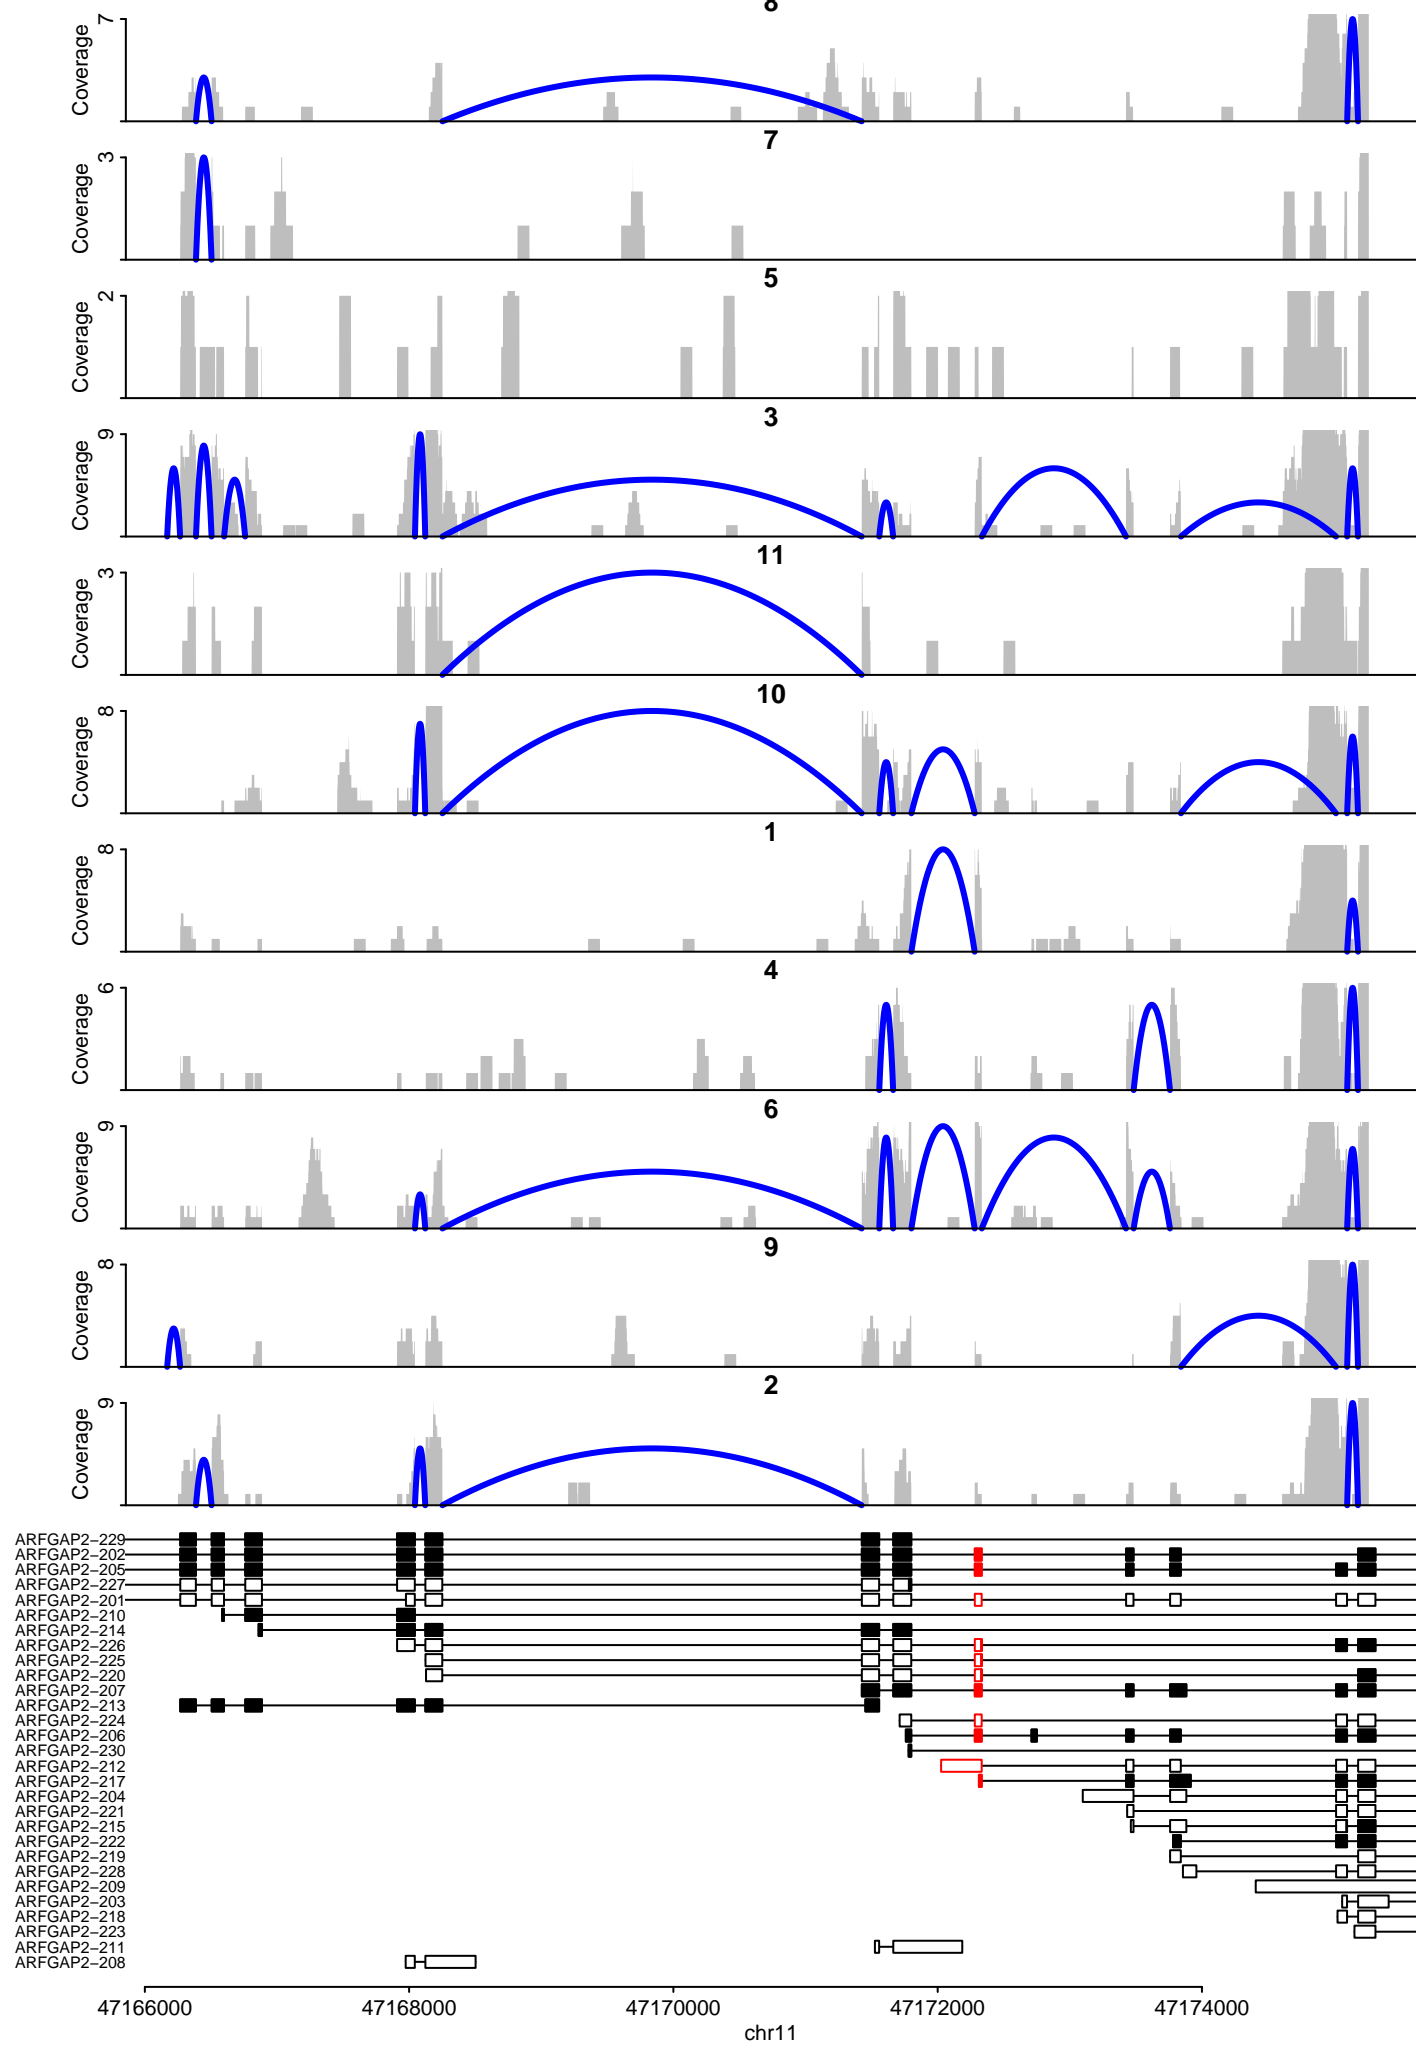 8
Coverage
7
7
Coverage
3
5
Coverage
2
3
Coverage
9
11
Coverage
3
10
Coverage
8
1
Coverage
8
4
Coverage
6
6
Coverage
9
9
Coverage
8
2
Coverage
9
ARFGAP2−229
ARFGAP2−202
ARFGAP2−205
ARFGAP2−227
ARFGAP2−201
ARFGAP2−210
ARFGAP2−214
ARFGAP2−226
ARFGAP2−225
ARFGAP2−220
ARFGAP2−207
ARFGAP2−213
ARFGAP2−224
ARFGAP2−206
ARFGAP2−230
ARFGAP2−212
ARFGAP2−217
ARFGAP2−204
ARFGAP2−221
ARFGAP2−215
ARFGAP2−222
ARFGAP2−219
ARFGAP2−228
ARFGAP2−209
ARFGAP2−203
ARFGAP2−218
ARFGAP2−223
ARFGAP2−211
ARFGAP2−208
47166000 47168000 47170000 47172000 47174000
chr11